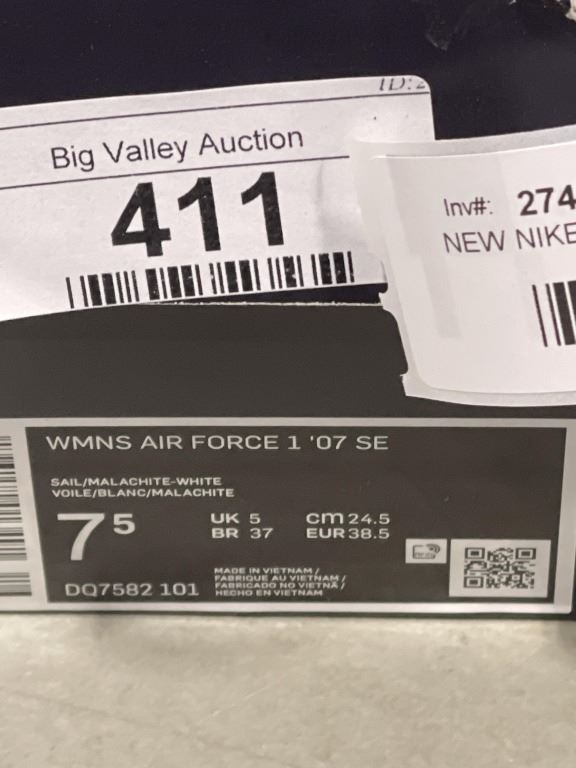 ID:2
Big Valley Auction
411
Inv#: 274
NEW NIKE
WMNS AIR FORCE 1 '07 SE
SAIL/MALACHITE-WHITE
VOILE/BLANC/MALACHITE
7 5
UK 5 cm 24.5
BR 37 EUR 38.5
DQ7582 101
MADE IN VIETNAM /
FABRIQUE AU VIETNAM /
FABRICADO NO VIETNÃ /
HECHO EN VIETNAM